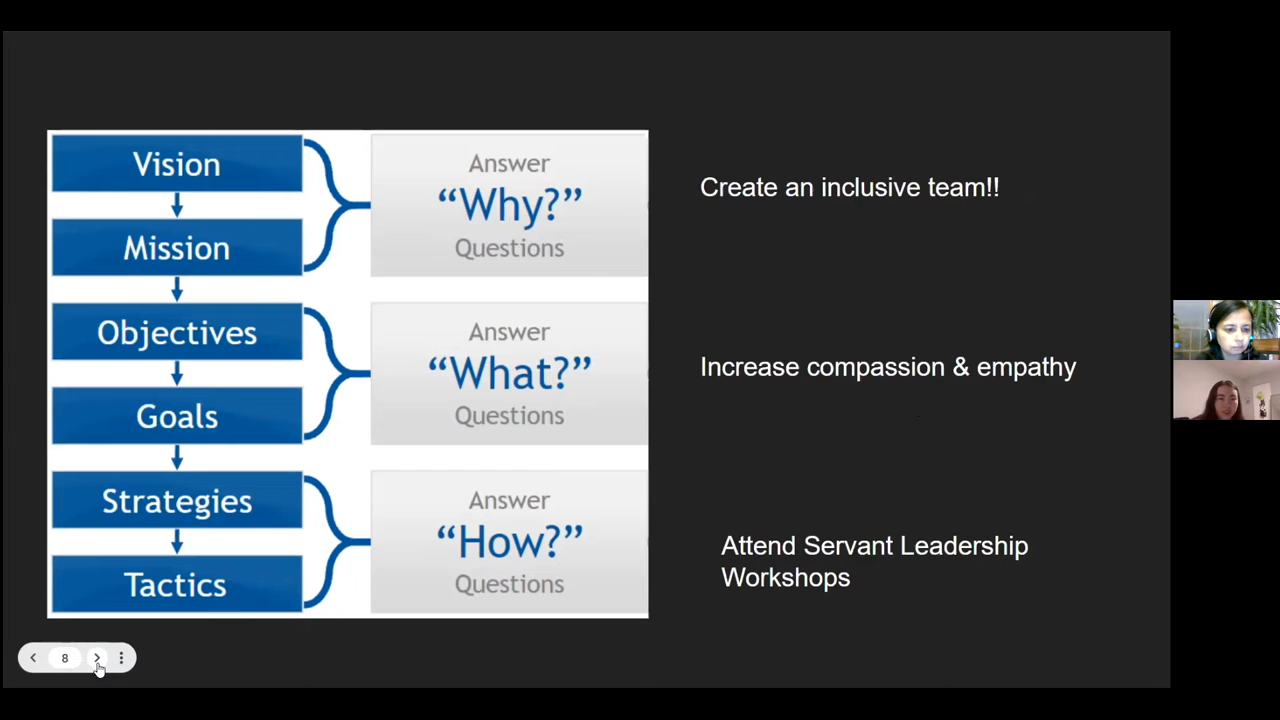 Vision
Mission
Answer
“Why?”
Questions
Create an inclusive team!!
Objectives
Goals
Answer
“What?”
Questions
Increase compassion & empathy
Strategies
Tactics
Answer
“How?”
Questions
Attend Servant Leadership
Workshops
8